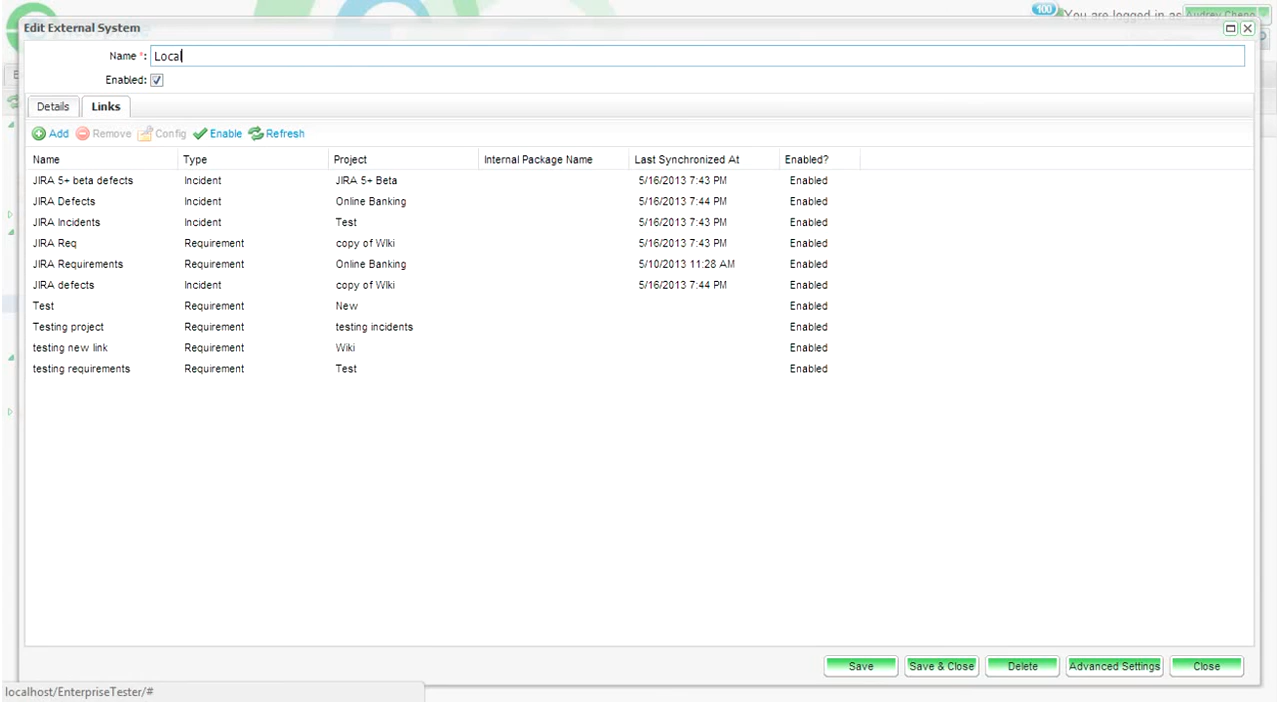 100 You are logged in as Audrey Cheng
Edit External System
Name *: Local
Enabled:
Details Links
Add Remove Config Enable Refresh
Name Type Project Internal Package Name Last Synchronized At Enabled?
JIRA 5+ beta defects Incident JIRA 5+ Beta 5/16/2013 7:43 PM Enabled
JIRA Defects Incident Online Banking 5/16/2013 7:44 PM Enabled
JIRA Incidents Incident Test 5/16/2013 7:43 PM Enabled
JIRA Req Requirement copy of Wiki 5/16/2013 7:43 PM Enabled
JIRA Requirements Requirement Online Banking 5/10/2013 11:28 AM Enabled
JIRA defects Incident copy of Wiki 5/16/2013 7:44 PM Enabled
Test Requirement New Enabled
Testing project Requirement testing incidents Enabled
testing new link Requirement Wiki Enabled
testing requirements Requirement Test Enabled
Save Save & Close Delete Advanced Settings Close
localhost/EnterpriseTester/#